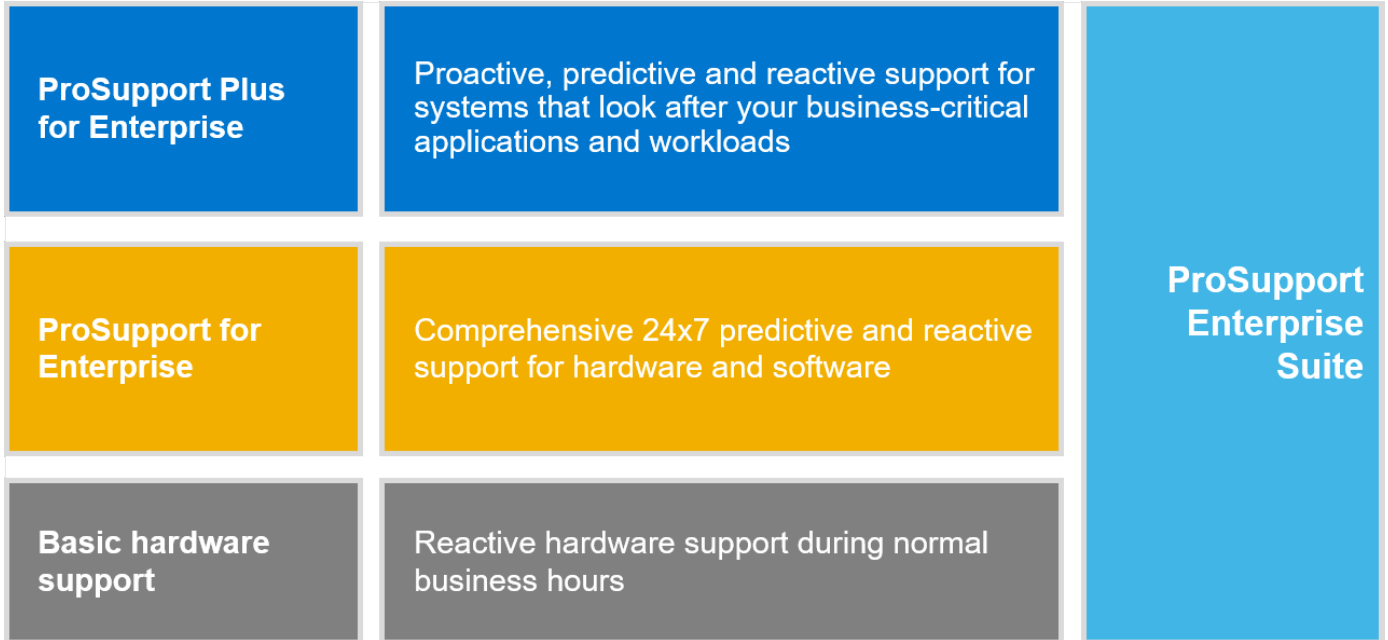 ProSupport Plus
for Enterprise
Proactive, predictive and reactive support for
systems that look after your business-critical
applications and workloads
ProSupport for
Enterprise
Comprehensive 24x7 predictive and reactive
support for hardware and software
Basic hardware
support
Reactive hardware support during normal
business hours
ProSupport
Enterprise
Suite